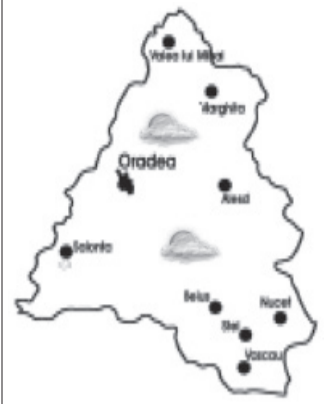 Valea lui Mihai
Marghita
Oradea
Alesd
Salonta
Beius
Nucet
Stei
Vascau